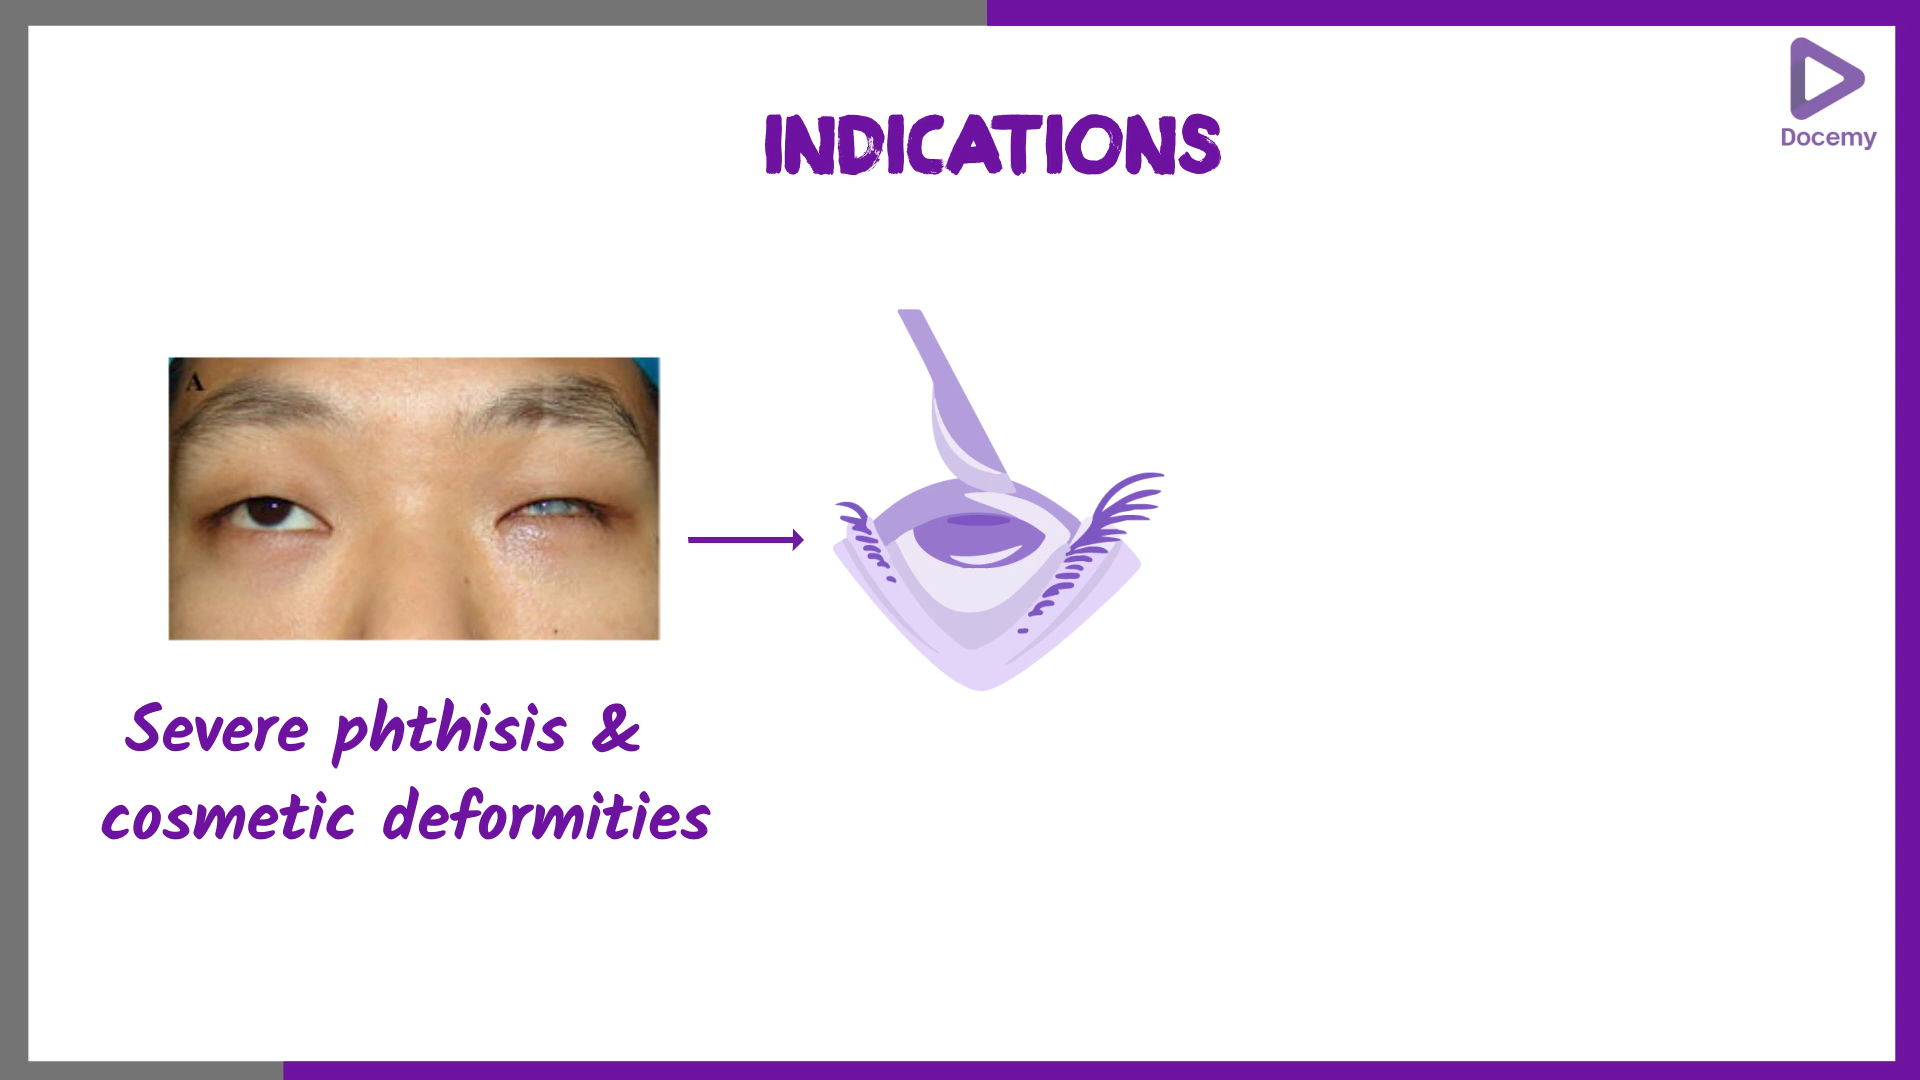 Docemy
INDICATIONS
A
Severe phthisis &
cosmetic deformities